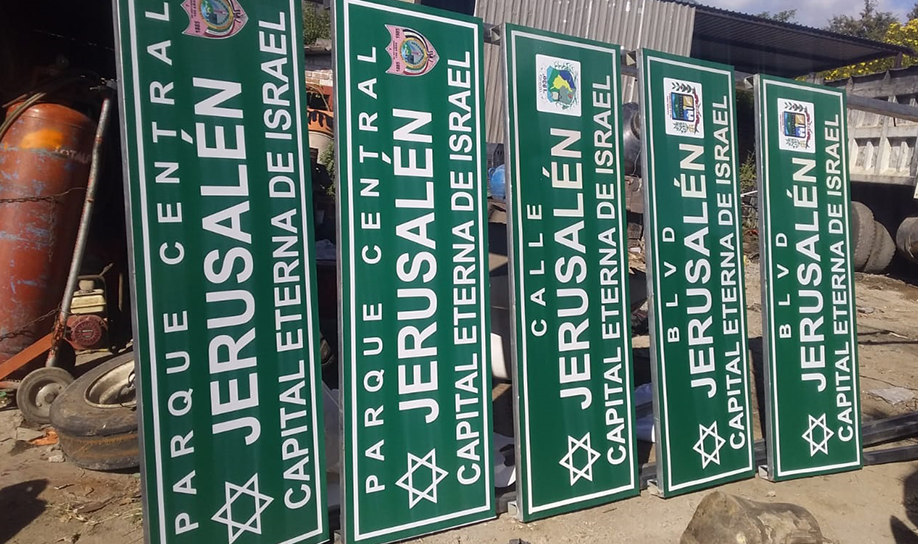 PARQUE CENTRAL
JERUSALÉN
CAPITAL ETERNA DE ISRAEL
PARQUE CENTRAL
JERUSALÉN
CAPITAL ETERNA DE ISRAEL
CALLE
JERUSALÉN
CAPITAL ETERNA DE ISRAEL
BLVD
JERUSALÉN
CAPITAL ETERNA DE ISRAEL
BLVD
JERUSALÉN
CAPITAL ETERNA DE ISRAEL